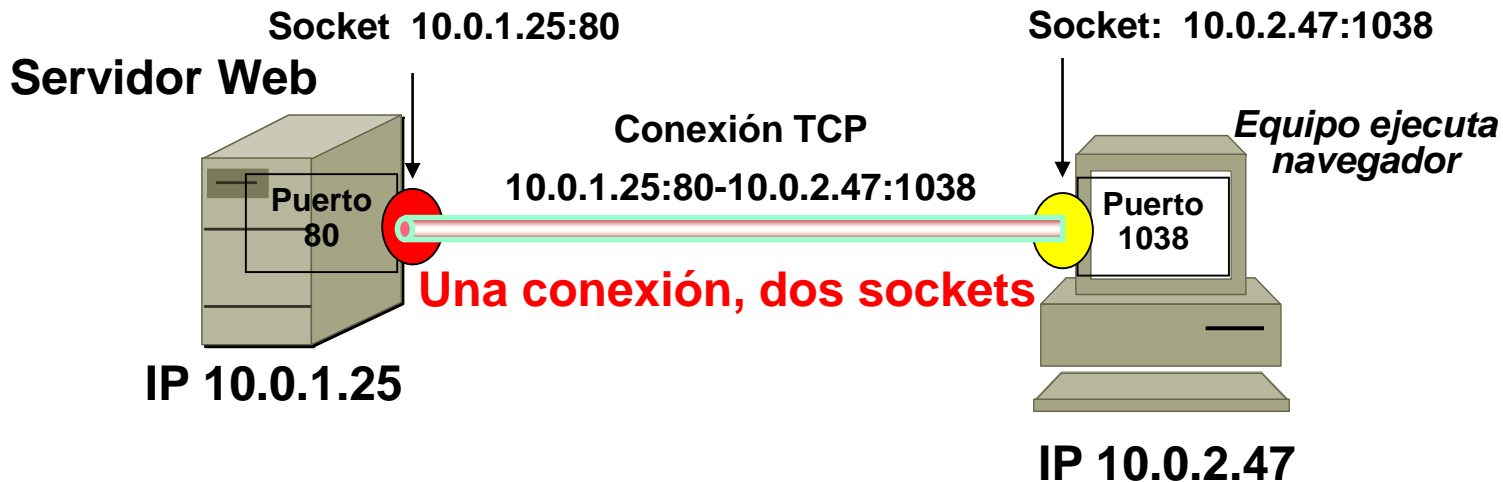 Socket 10.0.1.25:80
Socket: 10.0.2.47:1038
Servidor Web
Conexión TCP
10.0.1.25:80-10.0.2.47:1038
Equipo ejecuta
navegador
Puerto
80
Puerto
1038
Una conexión, dos sockets
IP 10.0.1.25
IP 10.0.2.47